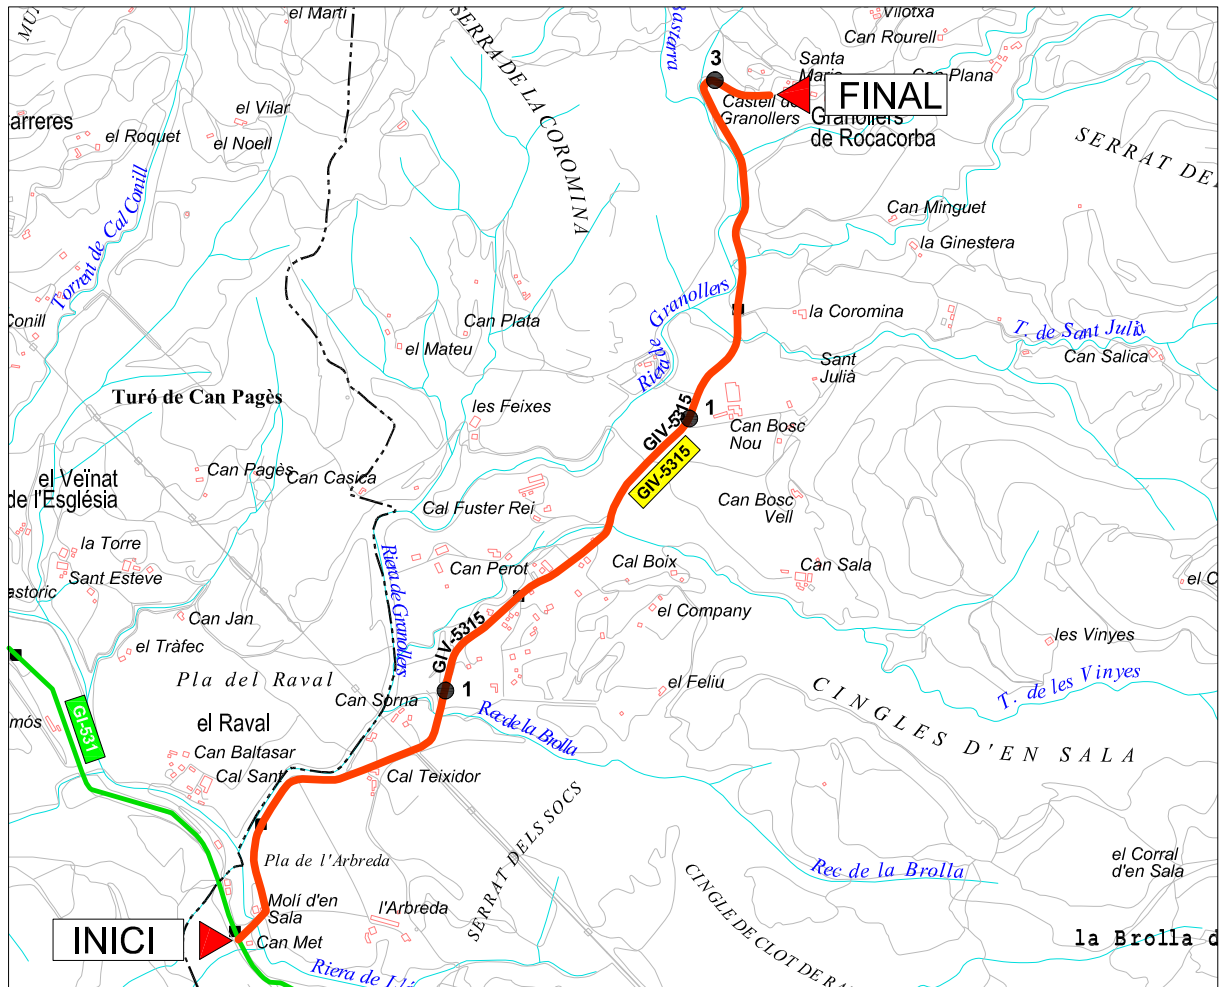 el Martí
Vilotxa
Can Rourell
SERRA DE LA COROMINA
3
Santa
Maria
Can Plana
FINAL
Castell de
Granollers
Granollers
de Rocacorba
el Vilar
arreres
el Roquet
el Noell
SERRAT DE
Torrent de Cal Conill
Can Minguet
la Ginestera
Riera de Granollers
Conill
Can Plata
la Coromina
T. de Sant Julià
el Mateu
Sant
Julià
Can Salica
Turó de Can Pagès
les Feixes
GIV-5315
1
Can Bosc
Nou
GIV-5315
Can Pagès
Can Casica
el Veïnat
de l'Església
Can Bosc
Vell
Cal Fuster Rei
la Torre
Sant Esteve
Riera de Granollers
Can Perot
Cal Boix
Can Sala
astoric
Can Jan
el Company
el Tràfec
GIV-5315
les Vinyes
Pla del Raval
Can Sorna
1
el Feliu
T. de les Vinyes
CINGLES D'EN SALA
GI-531
mós
el Raval
Rec de la Brolla
Can Baltasar
Cal Sant
Cal Teixidor
SERRAT DELS SOCS
Pla de l'Arbreda
Rec de la Brolla
el Corral
d'en Sala
Molí d'en
Sala
l'Arbreda
CINGLE DE CLOT DE
INICI
Can Met
la Brolla d
Riera de